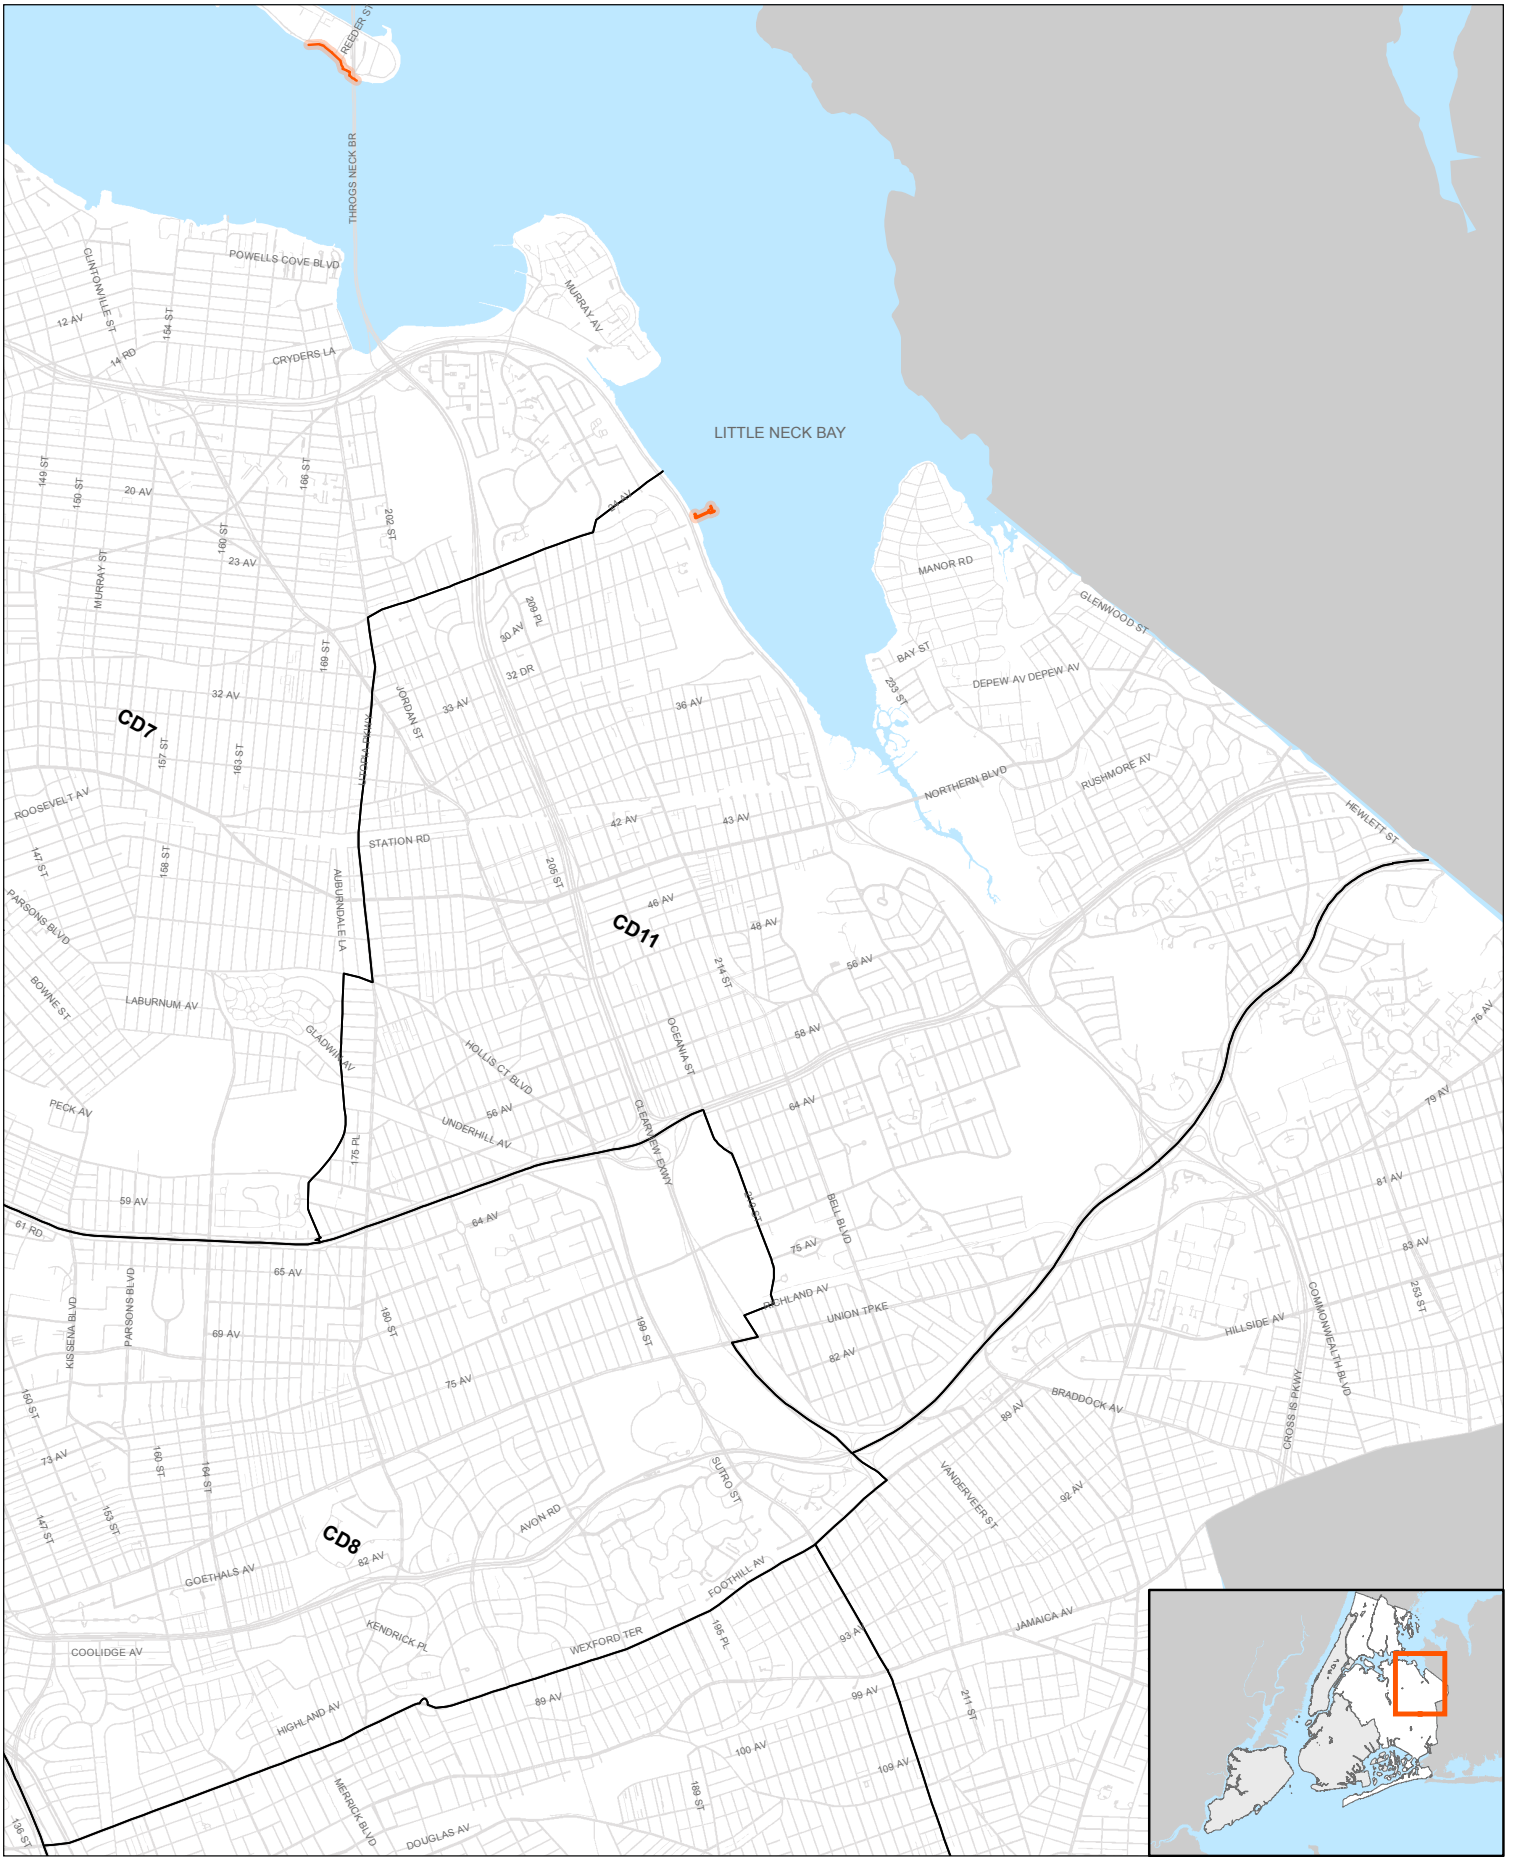 REEDER ST
THROGS NECK BR
POWELLS COVE BLVD
CLINTONVILLE ST
MURRAY AV
12 AV
154 ST
14 RD
CRYDERS LA
LITTLE NECK BAY
149 ST
150 ST
20 AV
166 ST
202 ST
24 AV
160 ST
23 AV
MURRAY ST
MANOR RD
GLENWOOD ST
209 PL
30 AV
169 ST
BAY ST
32 DR
DEPEW AV DEPEW AV
233 ST
32 AV
JORDAN ST
33 AV
36 AV
CD7
UTOPIA PKWY
157 ST
163 ST
NORTHERN BLVD
RUSHMORE AV
ROOSEVELT AV
HEWLETT ST
42 AV
43 AV
STATION RD
147 ST
158 ST
205 ST
AUBURNDALE LA
46 AV
PARSONS BLVD
CD11
48 AV
214 ST
56 AV
BOWNE ST
LABURNUM AV
76 AV
58 AV
GLADWIN AV
OCEANIA ST
HOLLIS CT BLVD
79 AV
PECK AV
56 AV
64 AV
UNDERHILL AV
CLEARVIEW EXWY
175 PL
81 AV
59 AV
218 ST
BELL BLVD
61 RD
64 AV
75 AV
83 AV
65 AV
RICHLAND AV
253 ST
PARSONS BLVD
KISSENA BLVD
180 ST
UNION TPKE
COMMONWEALTH BLVD
69 AV
199 ST
HILLSIDE AV
82 AV
75 AV
150 ST
BRADDOCK AV
89 AV
CROSS IS PKWY
73 AV
160 ST
164 ST
SUTRO ST
VANDERVEER ST
92 AV
153 ST
147 ST
AVON RD
CD8
82 AV
GOETHALS AV
FOOTHILL AV
JAMAICA AV
KENDRICK PL
WEXFORD TER
195 PL
93 AV
COOLIDGE AV
99 AV
211 ST
89 AV
HIGHLAND AV
100 AV
109 AV
MERRICK BLVD
189 ST
136 ST
DOUGLAS AV